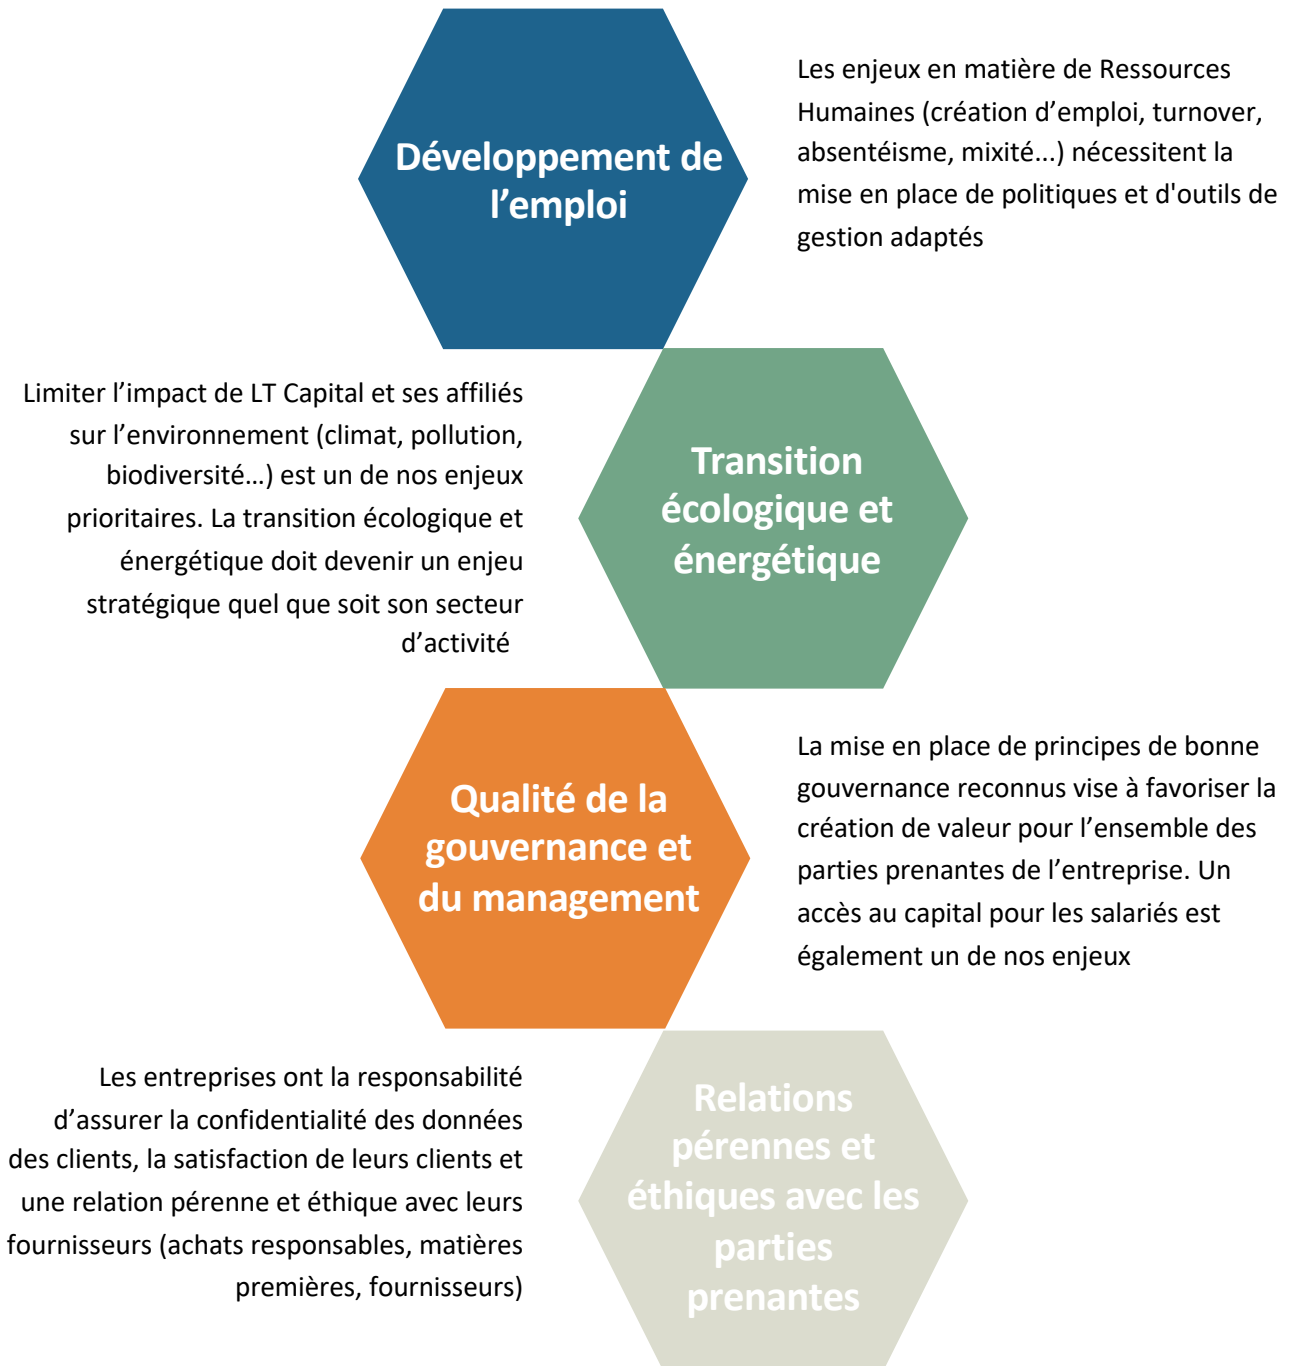 Développement de
l’emploi
Les enjeux en matière de Ressources
Humaines (création d’emploi, turnover,
absentéisme, mixité...) nécessitent la
mise en place de politiques et d'outils de
gestion adaptés
Limiter l’impact de LT Capital et ses affiliés
sur l’environnement (climat, pollution,
biodiversité…) est un de nos enjeux
prioritaires. La transition écologique et
énergétique doit devenir un enjeu
stratégique quel que soit son secteur
d’activité
Transition
écologique et
énergétique
Qualité de la
gouvernance et
du management
La mise en place de principes de bonne
gouvernance reconnus vise à favoriser la
création de valeur pour l’ensemble des
parties prenantes de l’entreprise. Un
accès au capital pour les salariés est
également un de nos enjeux
Les entreprises ont la responsabilité
d’assurer la confidentialité des données
des clients, la satisfaction de leurs clients et
une relation pérenne et éthique avec leurs
fournisseurs (achats responsables, matières
premières, fournisseurs)
Relations
pérennes et
éthiques avec les
parties
prenantes